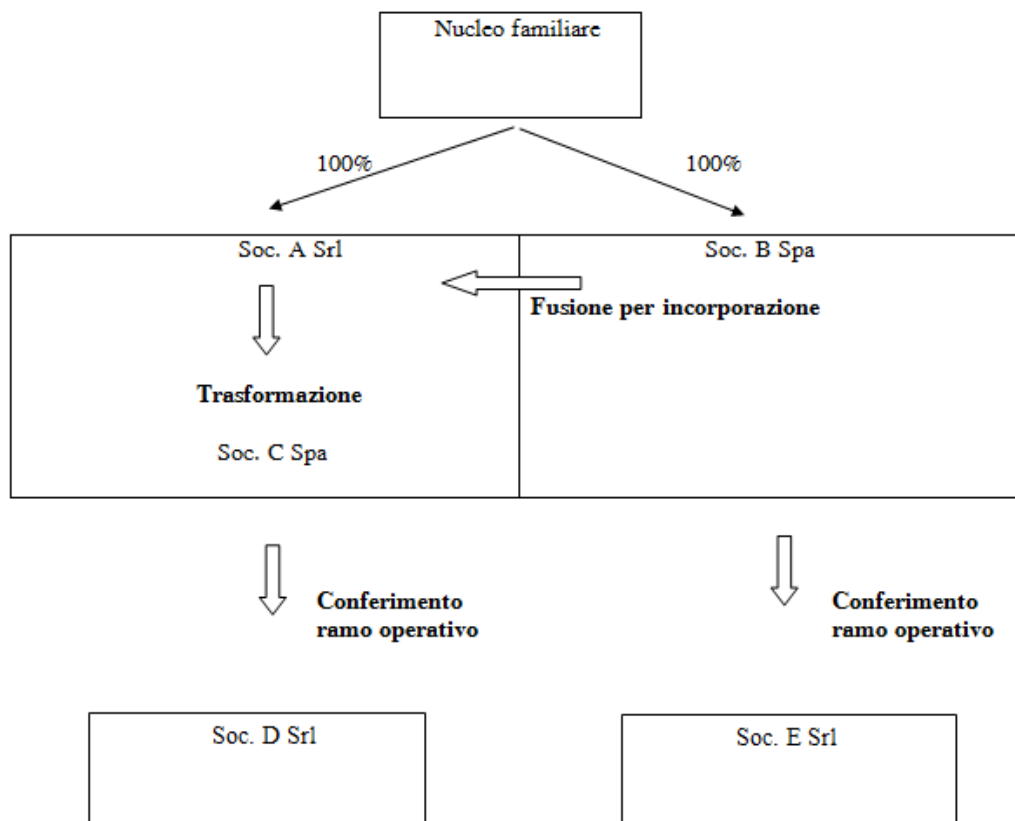 Nucleo familiare
100%
100%
Soc. A Srl
Soc. B Spa
Fusione per incorporazione
Trasformazione
Soc. C Spa
Conferimento
ramo operativo
Conferimento
ramo operativo
Soc. D Srl
Soc. E Srl